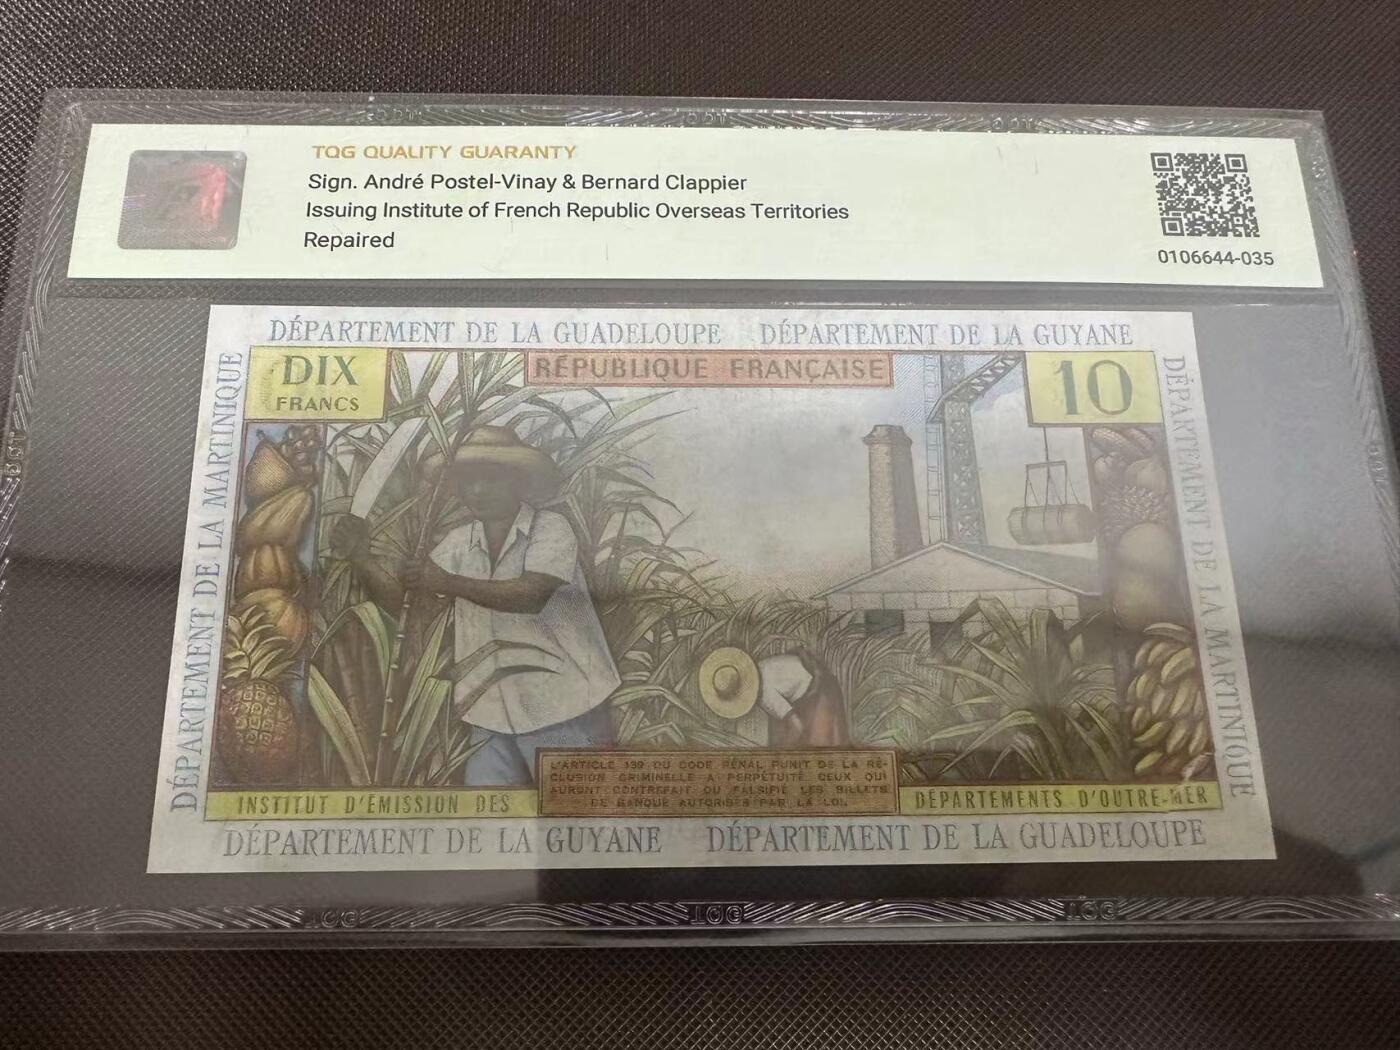 TQG QUALITY GUARANTY
Sign. André Postel-Vinay & Bernard Clappier
Issuing Institute of French Republic Overseas Territories
Repaired
0106644-035
DÉPARTEMENT DE LA GUADELOUPE DÉPARTEMENT DE LA GUYANE
DÉPARTEMENT DE LA MARTINIQUE
DIX
FRANCS
RÉPUBLIQUE FRANÇAISE
10
DÉPARTEMENT DE LA MARTINIQUE
L'ARTICLE 139 DU CODE PÉNAL PUNIT DE LA RÉ-
CLUSION CRIMINELLE A PERPÉTUITÉ CEUX QUI
AURONT CONTREFAIT OU FALSIFIÉ LES BILLETS
DE BANQUE AUTORISÉS PAR LA LOI.
INSTITUT D'ÉMISSION DES DÉPARTEMENTS D'OUTRE-MER
DÉPARTEMENT DE LA GUYANE DÉPARTEMENT DE LA GUADELOUPE
TQG TQG TQG